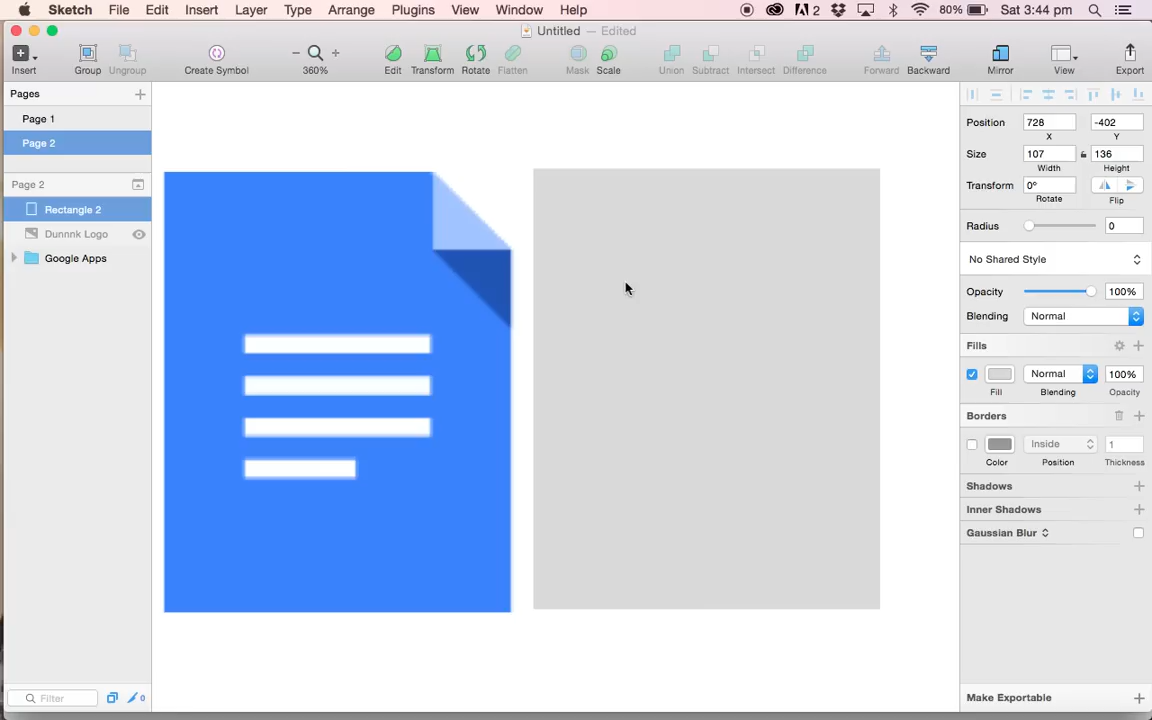 Sketch File Edit Insert Layer Type Arrange Plugins View Window Help 2 80% Sat 3:44 pm
Untitled — Edited
Insert Group Ungroup Create Symbol 360% Edit Transform Rotate Flatten Mask Scale Union Subtract Intersect Difference Forward Backward Mirror View Export
Pages
Page 1
Page 2
Page 2
Rectangle 2
Dunnnk Logo
Google Apps
Filter 0
Position 728 -402
X Y
Size 107 136
Width Height
Transform 0°
Rotate Flip
Radius 0
No Shared Style
Opacity 100%
Blending Normal
Fills
Normal 100%
Fill Blending Opacity
Borders
Inside 1
Color Position Thickness
Shadows
Inner Shadows
Gaussian Blur
Make Exportable